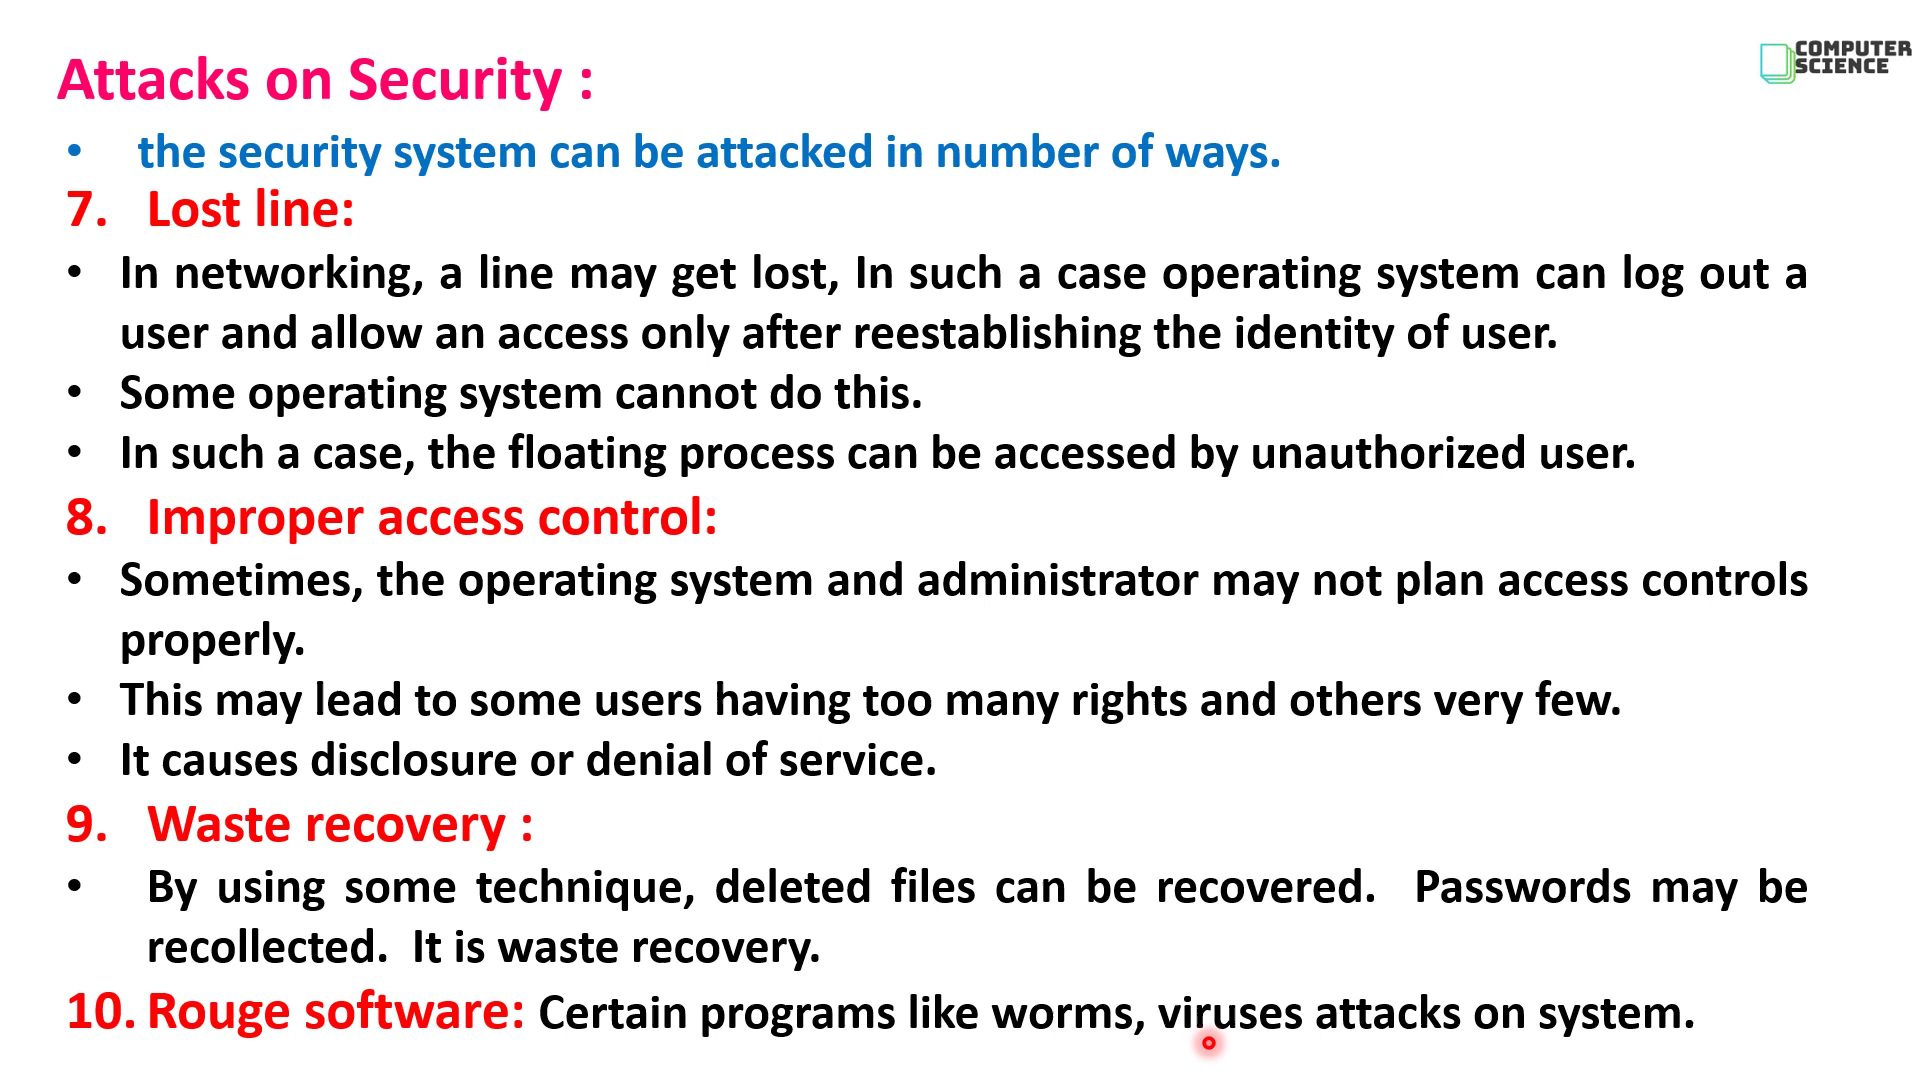 COMPUTER
SCIENCE
Attacks on Security :
• the security system can be attacked in number of ways.
7. Lost line:
• In networking, a line may get lost, In such a case operating system can log out a
user and allow an access only after reestablishing the identity of user.
• Some operating system cannot do this.
• In such a case, the floating process can be accessed by unauthorized user.
8. Improper access control:
• Sometimes, the operating system and administrator may not plan access controls
properly.
• This may lead to some users having too many rights and others very few.
• It causes disclosure or denial of service.
9. Waste recovery :
• By using some technique, deleted files can be recovered. Passwords may be
recollected. It is waste recovery.
10. Rouge software: Certain programs like worms, viruses attacks on system.